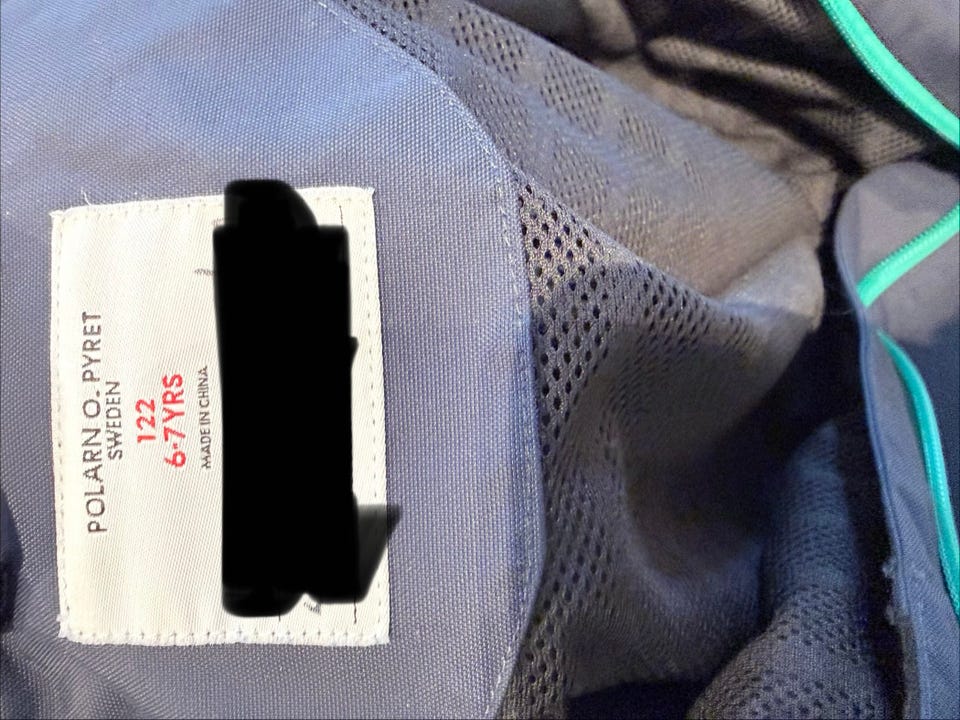 POLARN O. PYRET
SWEDEN
122
6-7YRS
MADE IN CHINA